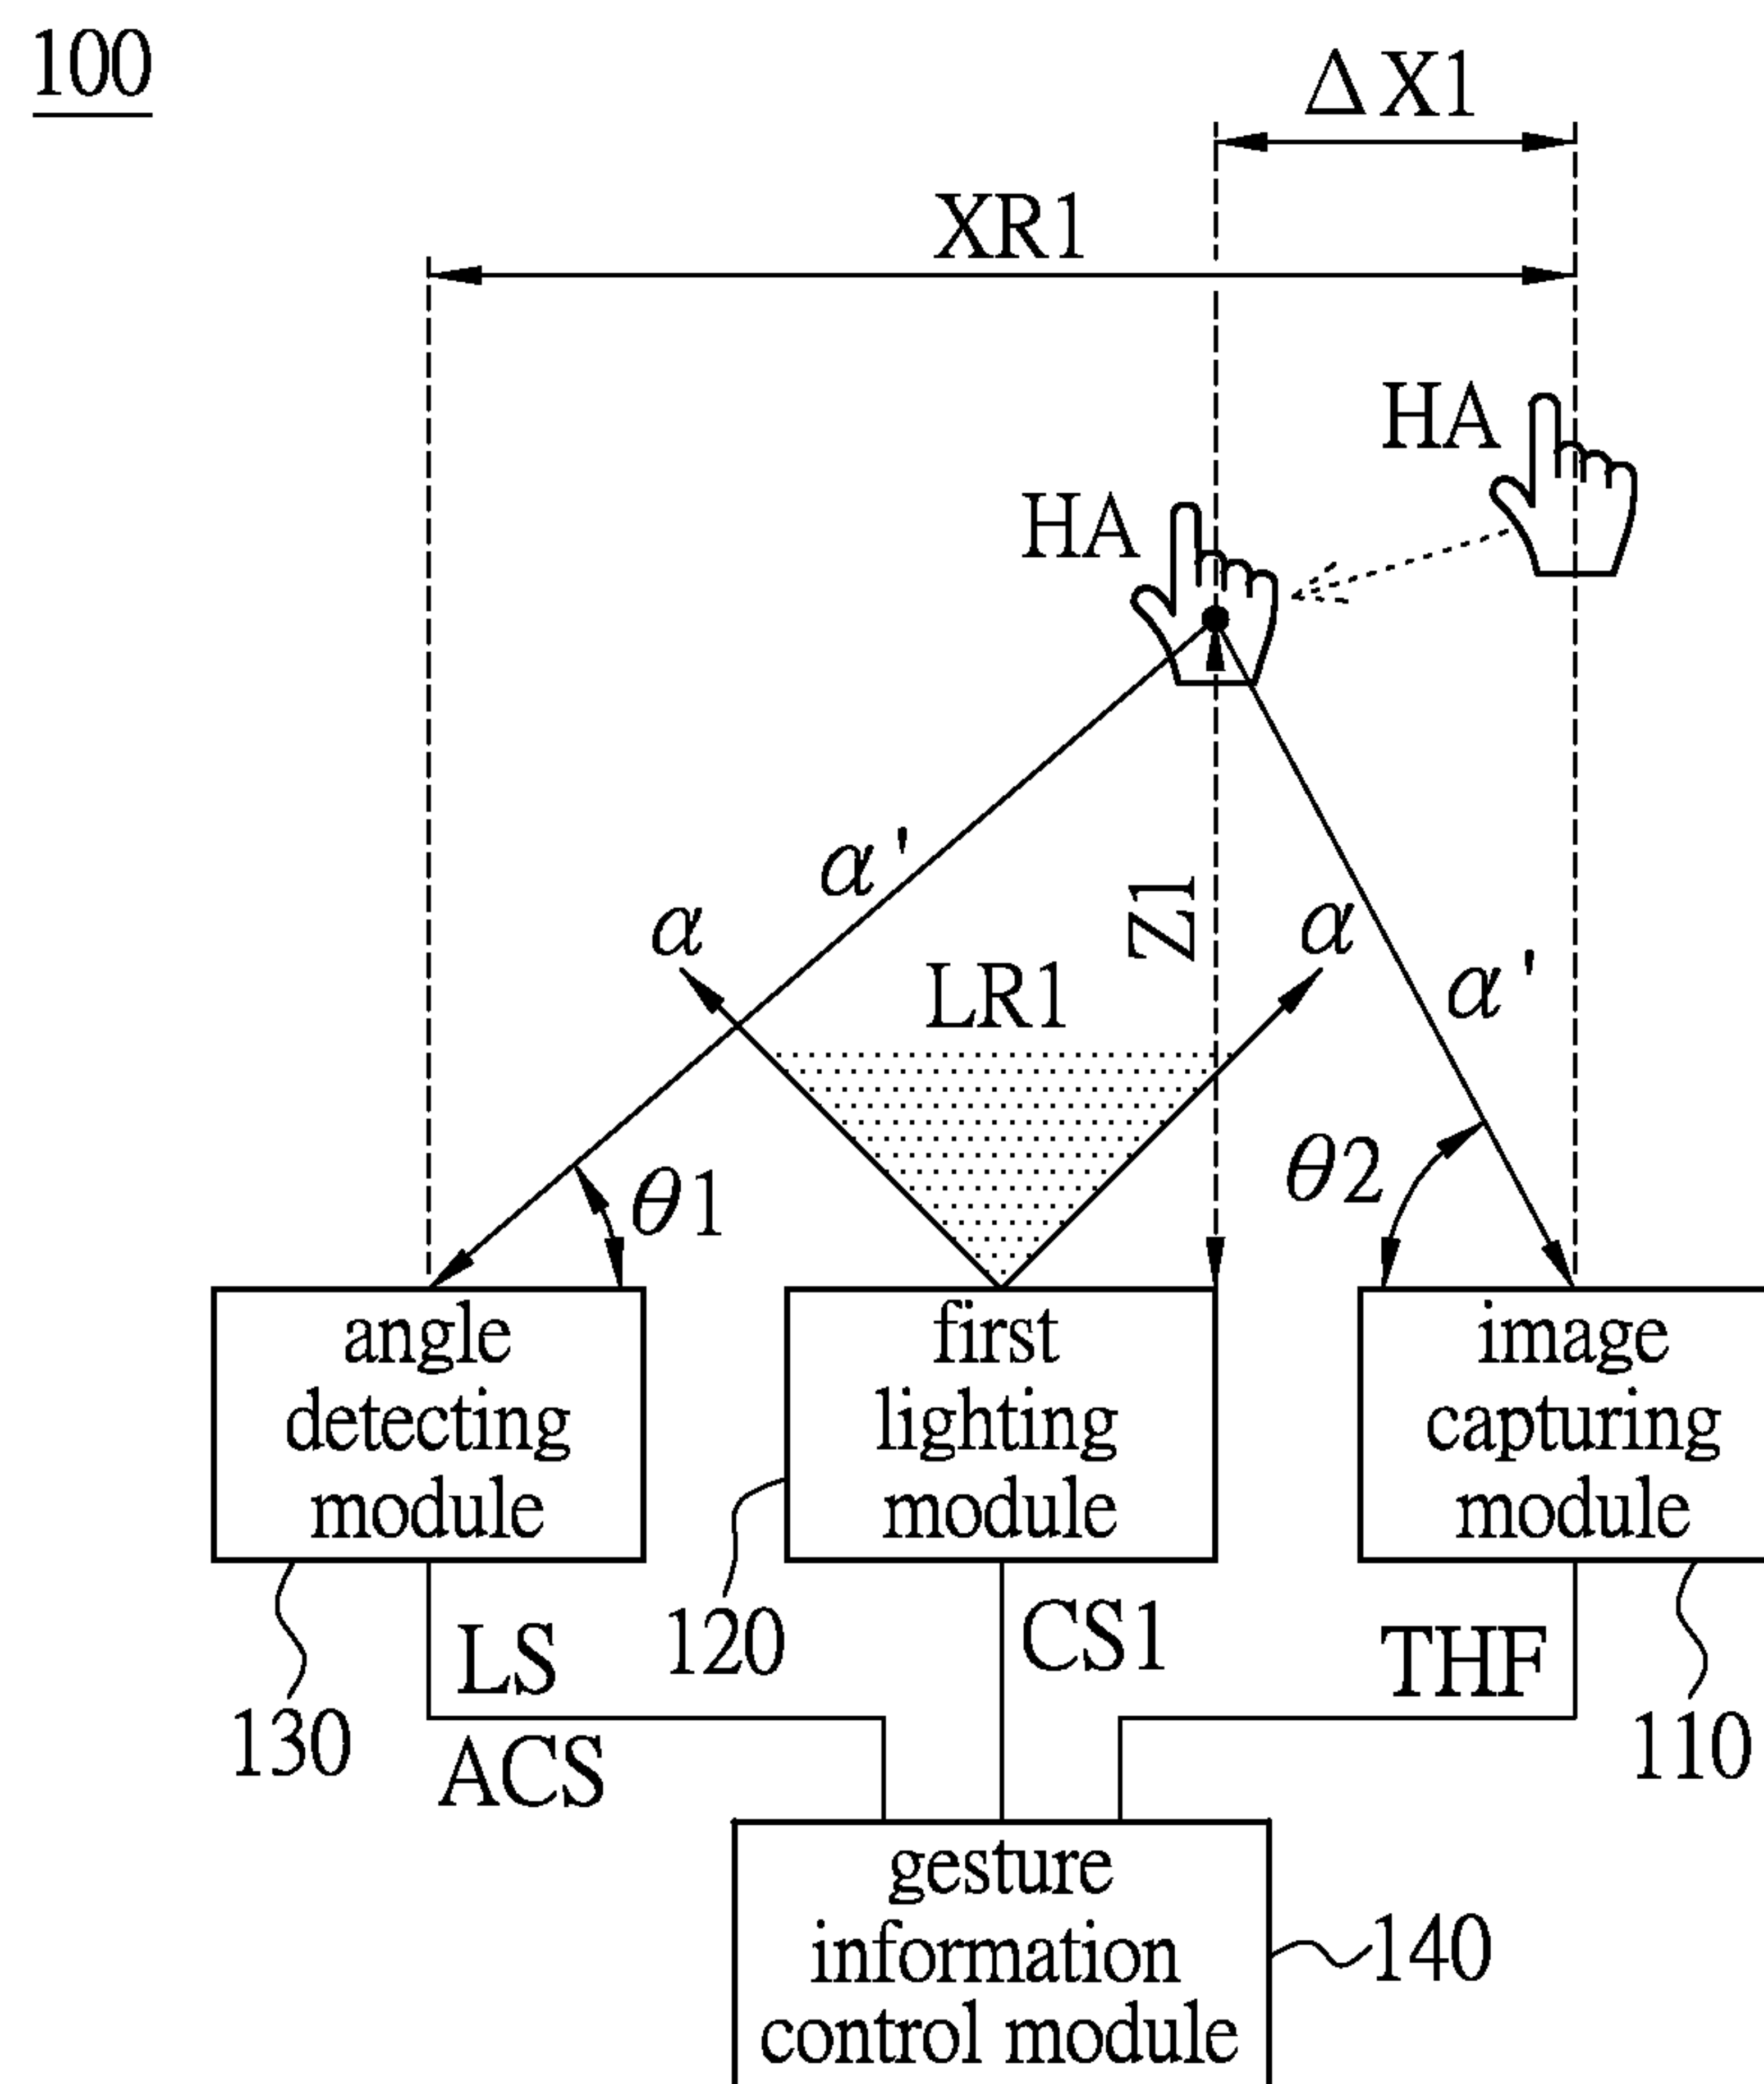 100
ΔX1
XR1
HA
HA
α'
α
Z1
α
LR1
α'
θ1
θ2
angle
detecting
module
first
lighting
module
image
capturing
module
LS
120
CS1
THF
130
ACS
110
gesture
information
control module
140